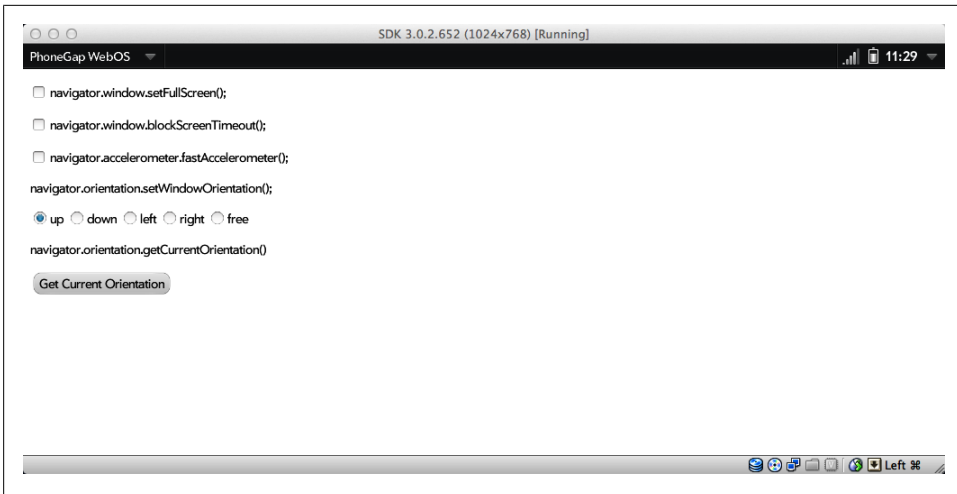 SDK 3.0.2.652 (1024x768) [Running]
PhoneGap WebOS 11:29
navigator.window.setFullScreen();
navigator.window.blockScreenTimeout();
navigator.accelerometer.fastAccelerometer();
navigator.orientation.setWindowOrientation();
up down left right free
navigator.orientation.getCurrentOrientation()
Get Current Orientation
Left ⌘